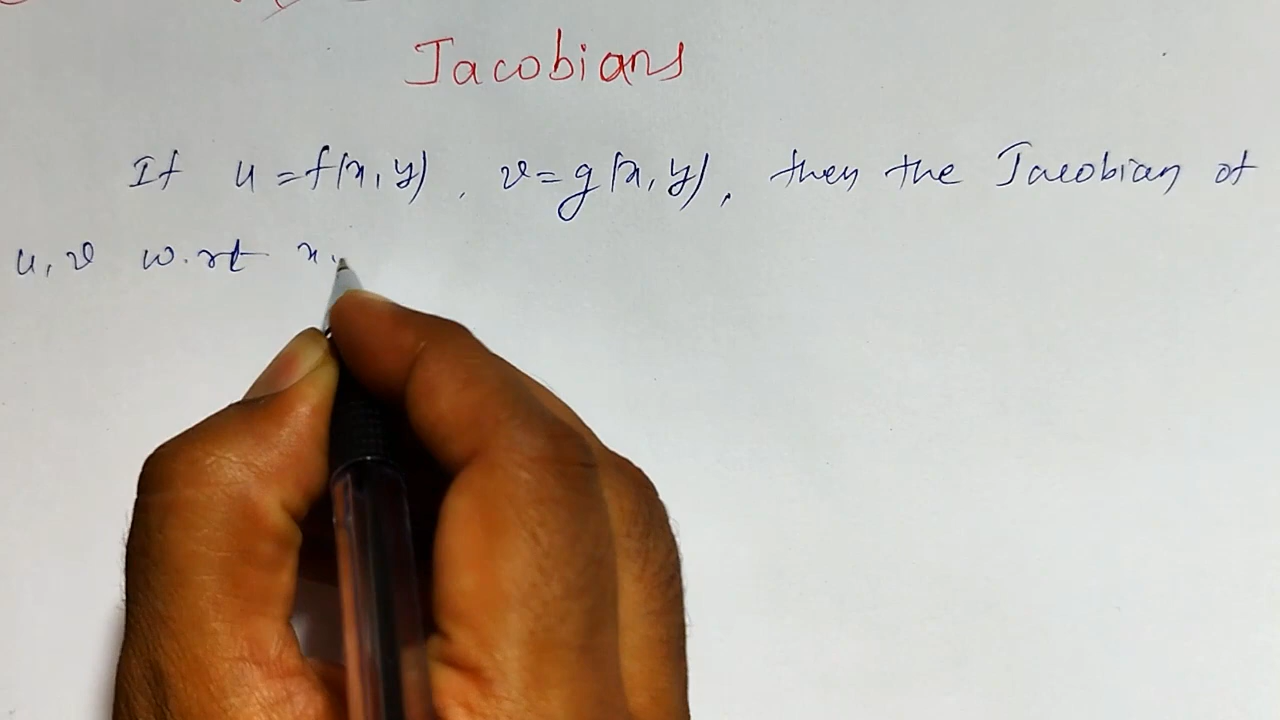 Jacobians
If u = f(x, y), v = g(x, y), then the Jacobian of
u, v w.r.t x,